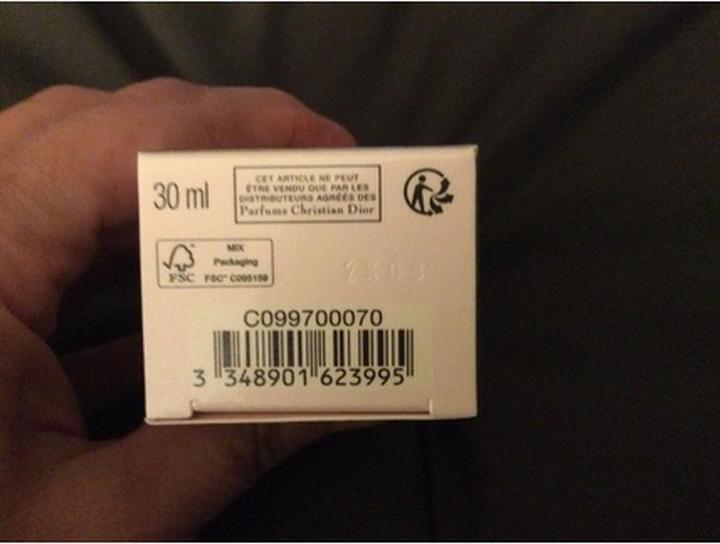 30 ml
CET ARTICLE NE PEUT
ÊTRE VENDU QUE PAR LES
DISTRIBUTEURS AGRÉÉS DES
Parfums Christian Dior
FSC
MIX
Packaging
FSC® C095159
C099700070
3 348901 623995